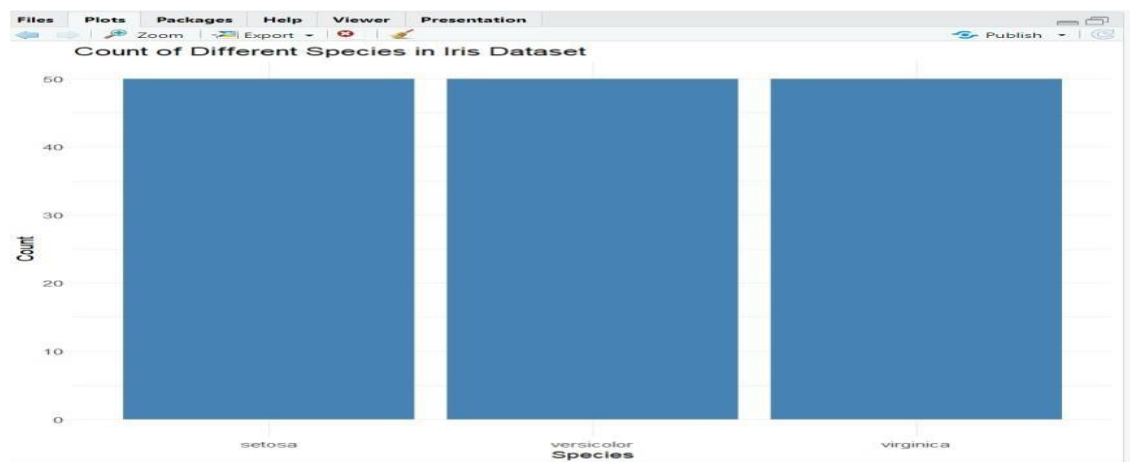 Files Plots Packages Help Viewer Presentation
Zoom Export Publish
Count of Different Species in Iris Dataset
50
40
30
20
10
0
Count
setosa versicolor virginica
Species